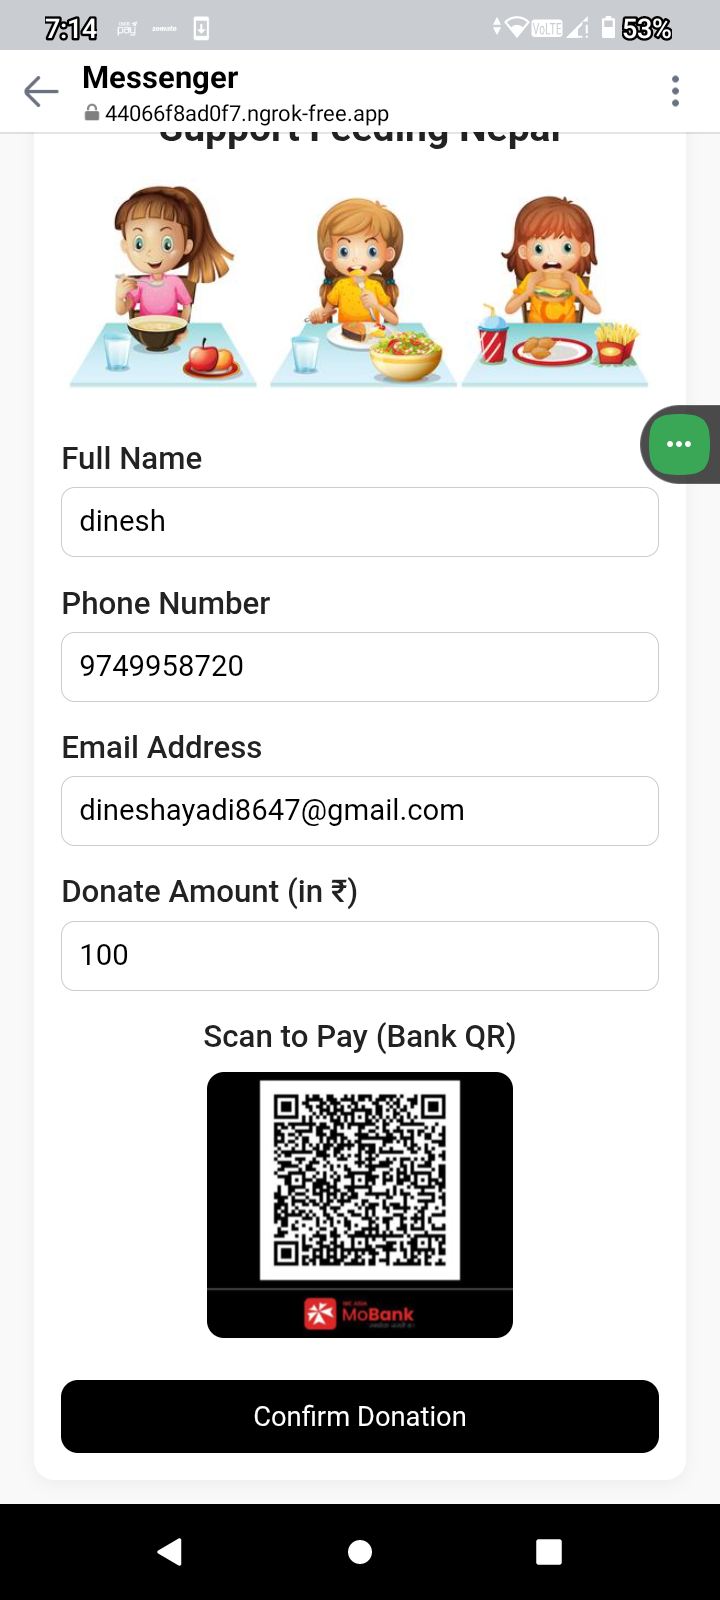 7:14
VoLTE
53%
Messenger
44066f8ad0f7.ngrok-free.app
Support Feeding Nepal
Full Name
dinesh
Phone Number
9749958720
Email Address
dineshayadi8647@gmail.com
Donate Amount (in ₹)
100
Scan to Pay (Bank QR)
MoBank
Confirm Donation